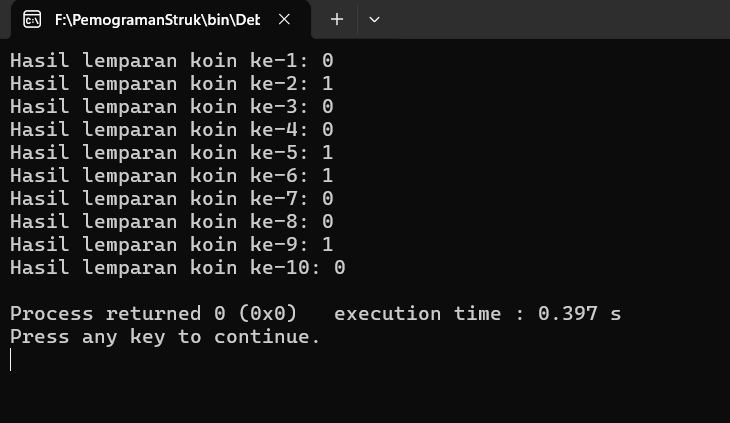 F:\PemogramanStruk\bin\Det
Hasil lemparan koin ke-1: 0
Hasil lemparan koin ke-2: 1
Hasil lemparan koin ke-3: 0
Hasil lemparan koin ke-4: 0
Hasil lemparan koin ke-5: 1
Hasil lemparan koin ke-6: 1
Hasil lemparan koin ke-7: 0
Hasil lemparan koin ke-8: 0
Hasil lemparan koin ke-9: 1
Hasil lemparan koin ke-10: 0
Process returned 0 (0x0)   execution time : 0.397 s
Press any key to continue.